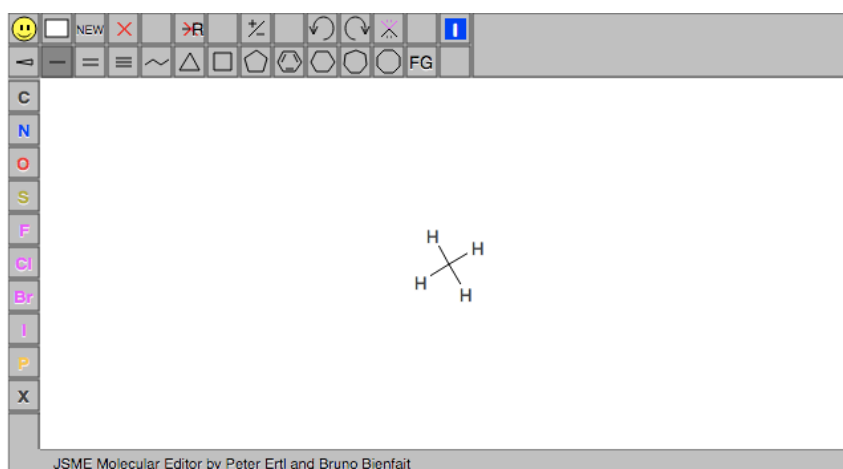 NEW R +/- I
FG
C
N
O
S
F
Cl
Br
I
P
X
H
H
H
H
JSME Molecular Editor by Peter Ertl and Bruno Bienfait